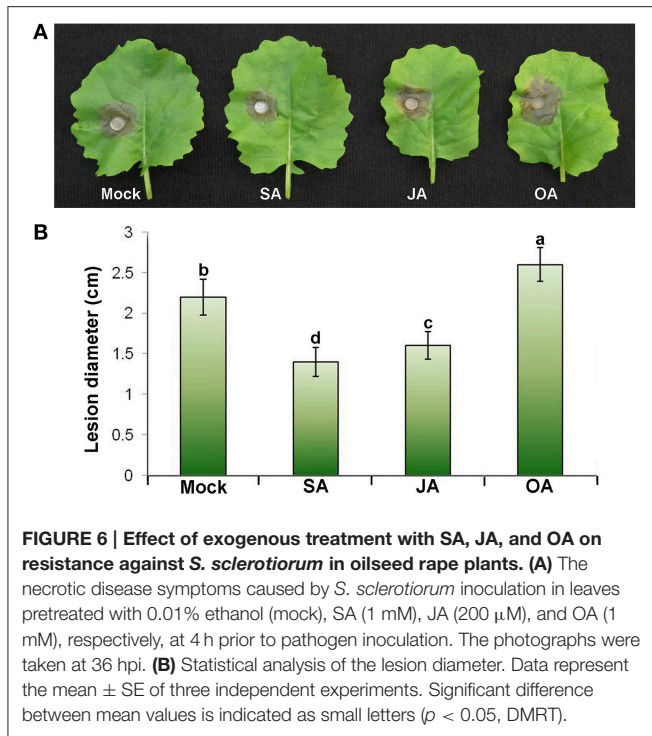 A
Mock SA JA OA
B
3
2.5
2
1.5
1
0.5
0
Lesion diameter (cm)
b
d
c
a
Mock SA JA OA
FIGURE 6 | Effect of exogenous treatment with SA, JA, and OA on
resistance against S. sclerotiorum in oilseed rape plants. (A) The
necrotic disease symptoms caused by S. sclerotiorum inoculation in leaves
pretreated with 0.01% ethanol (mock), SA (1 mM), JA (200 μM), and OA (1
mM), respectively, at 4 h prior to pathogen inoculation. The photographs were
taken at 36 hpi. (B) Statistical analysis of the lesion diameter. Data represent
the mean ± SE of three independent experiments. Significant difference
between mean values is indicated as small letters (p < 0.05, DMRT).